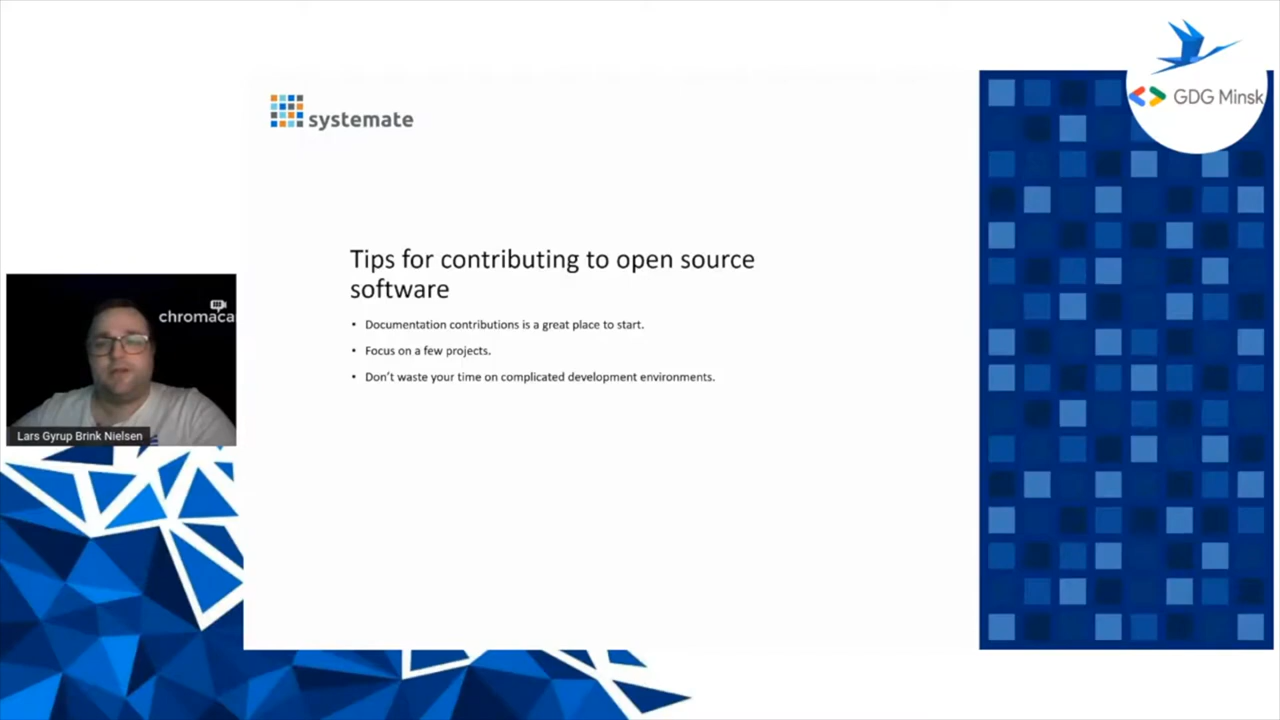 GDG Minsk
systemate
Tips for contributing to open source
software
• Documentation contributions is a great place to start.
• Focus on a few projects.
• Don't waste your time on complicated development environments.
chromaca
Lars Gyrup Brink Nielsen